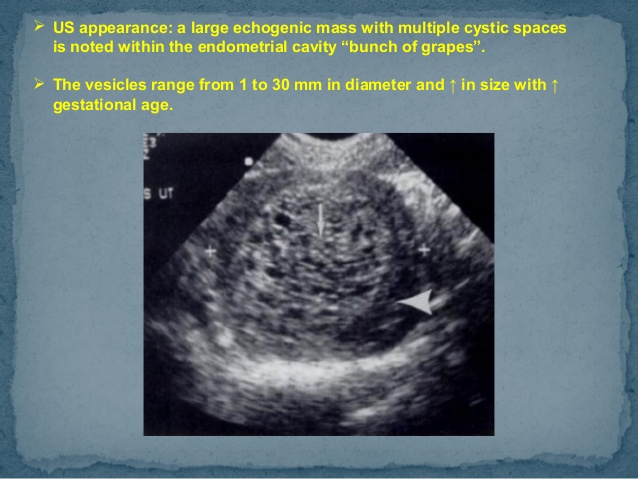 US appearance: a large echogenic mass with multiple cystic spaces
is noted within the endometrial cavity “bunch of grapes”.
The vesicles range from 1 to 30 mm in diameter and ↑ in size with ↑
gestational age.
S UT